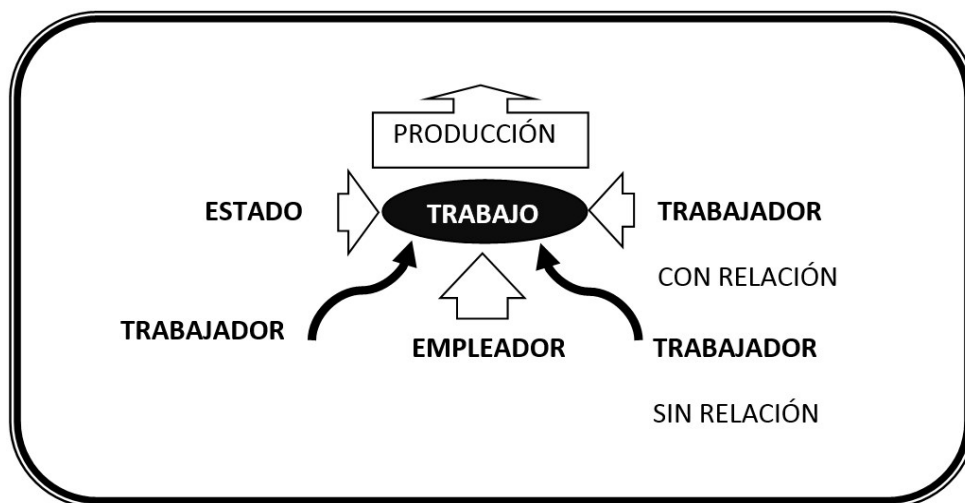 PRODUCCIÓN
ESTADO
TRABAJO
TRABAJADOR
CON RELACIÓN
TRABAJADOR
EMPLEADOR
TRABAJADOR
SIN RELACIÓN